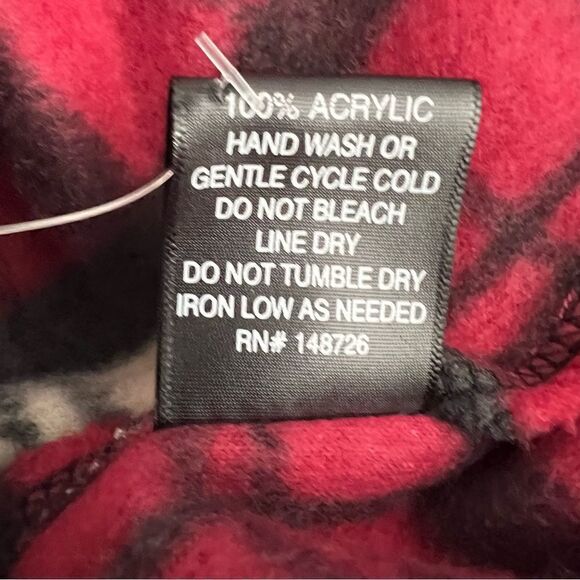 100% ACRYLIC
HAND WASH OR
GENTLE CYCLE COLD
DO NOT BLEACH
LINE DRY
DO NOT TUMBLE DRY
IRON LOW AS NEEDED
RN# 148726